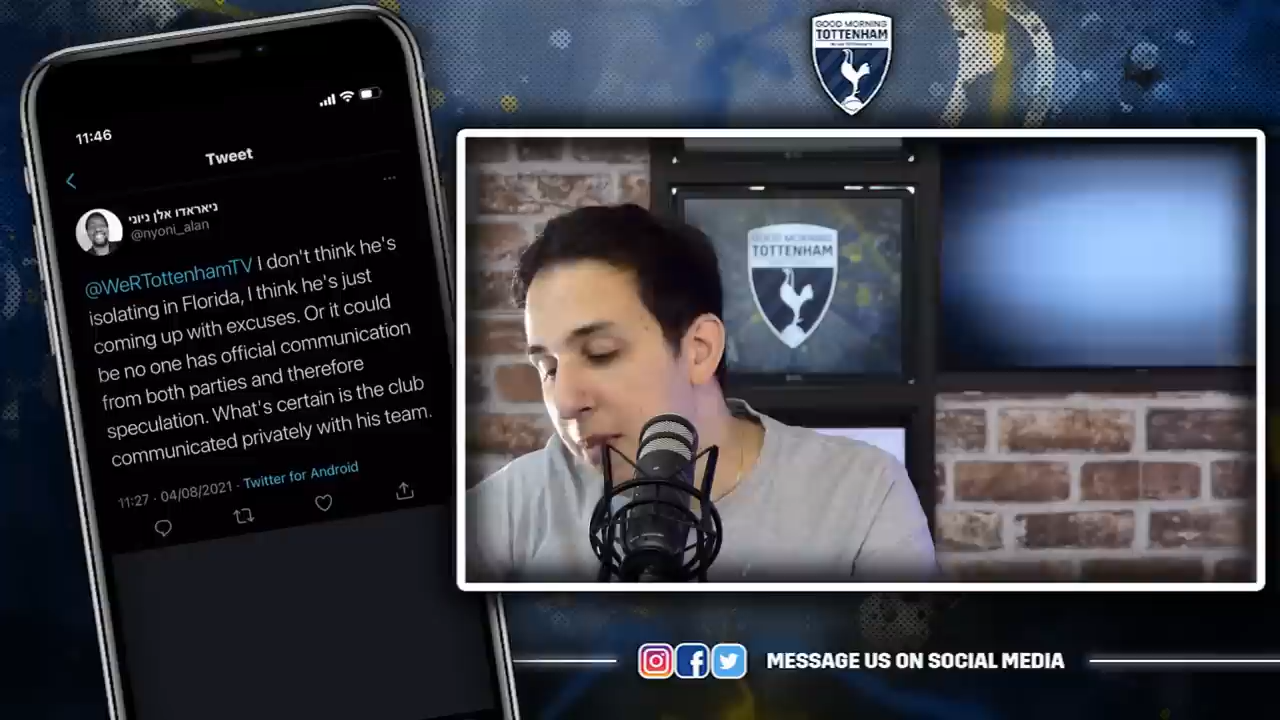 11:46
Tweet
ניאראדו אלן ניוני
@nyoni_alan
@WeRTottenhamTV I don't think he's
isolating in Florida, I think he's just
coming up with excuses. Or it could
be no one has official communication
from both parties and therefore
speculation. What's certain is the club
communicated privately with his team.
11:27 · 04/08/2021 · Twitter for Android
GOOD MORNING
TOTTENHAM
GOOD MORNING
TOTTENHAM
MESSAGE US ON SOCIAL MEDIA